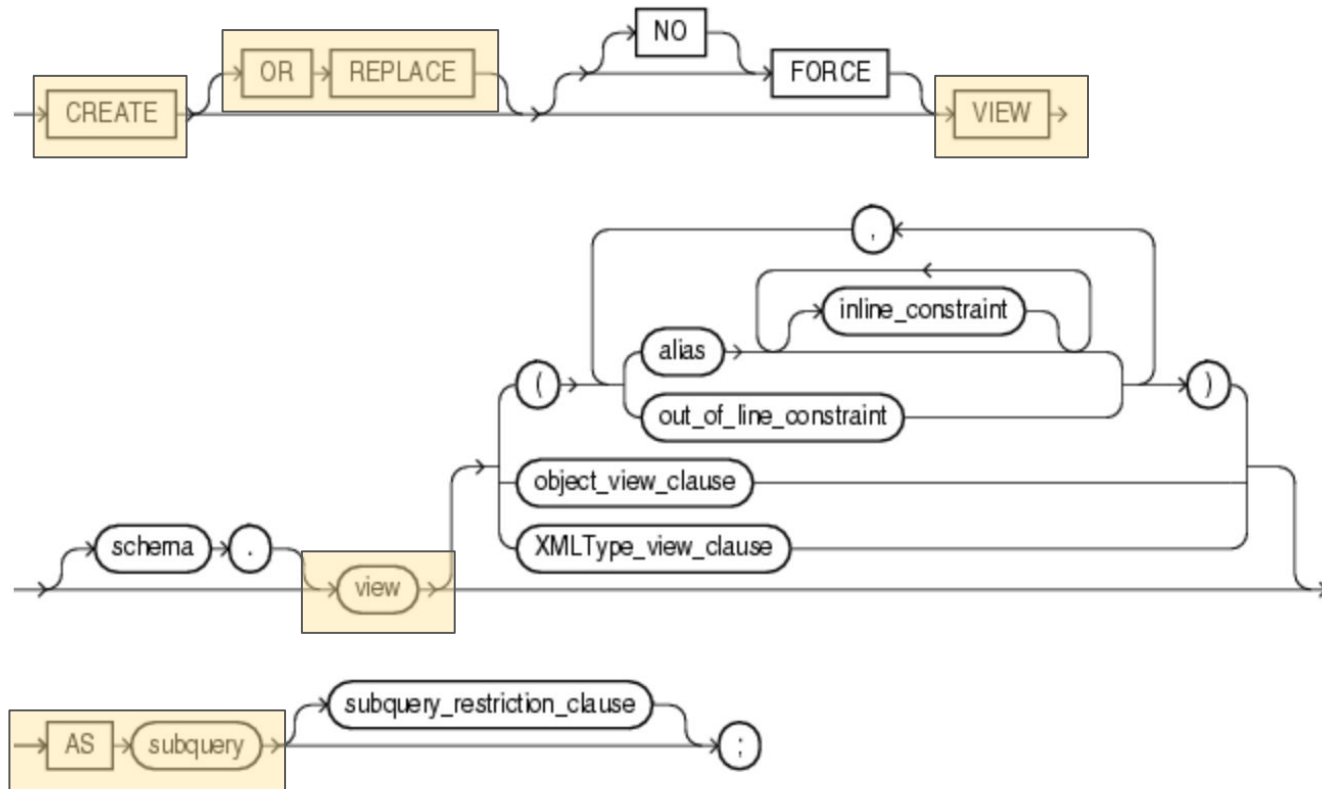 NO
OR REPLACE FORCE
CREATE VIEW
,
inline_constraint
alias
( )
out_of_line_constraint
object_view_clause
schema . XMLType_view_clause
view
subquery_restriction_clause
AS subquery ;